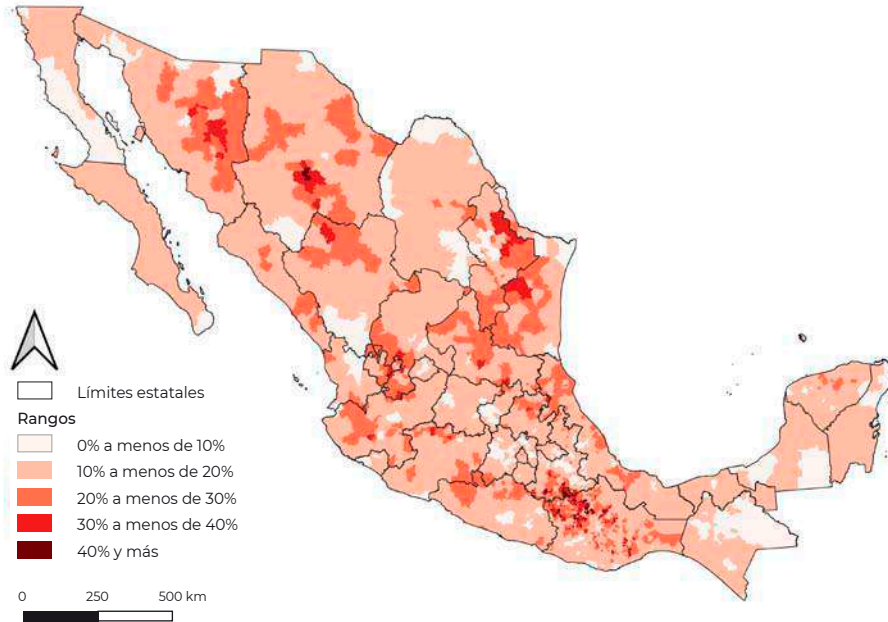 Límites estatales
Rangos
0% a menos de 10%
10% a menos de 20%
20% a menos de 30%
30% a menos de 40%
40% y más
0 250 500 km